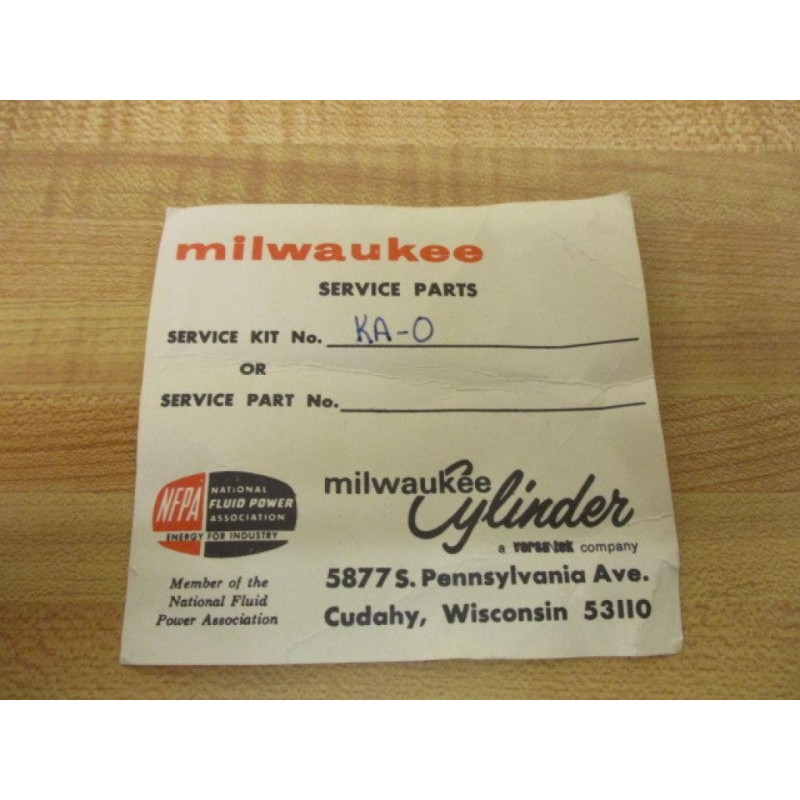 milwaukee
SERVICE PARTS
SERVICE KIT No. KA-O
OR
SERVICE PART No.
NFPA NATIONAL
FLUID POWER
ASSOCIATION
ENERGY FOR INDUSTRY
Member of the
National Fluid
Power Association
milwaukee Cylinder
a versa-tek company
5877 S. Pennsylvania Ave.
Cudahy, Wisconsin 53110